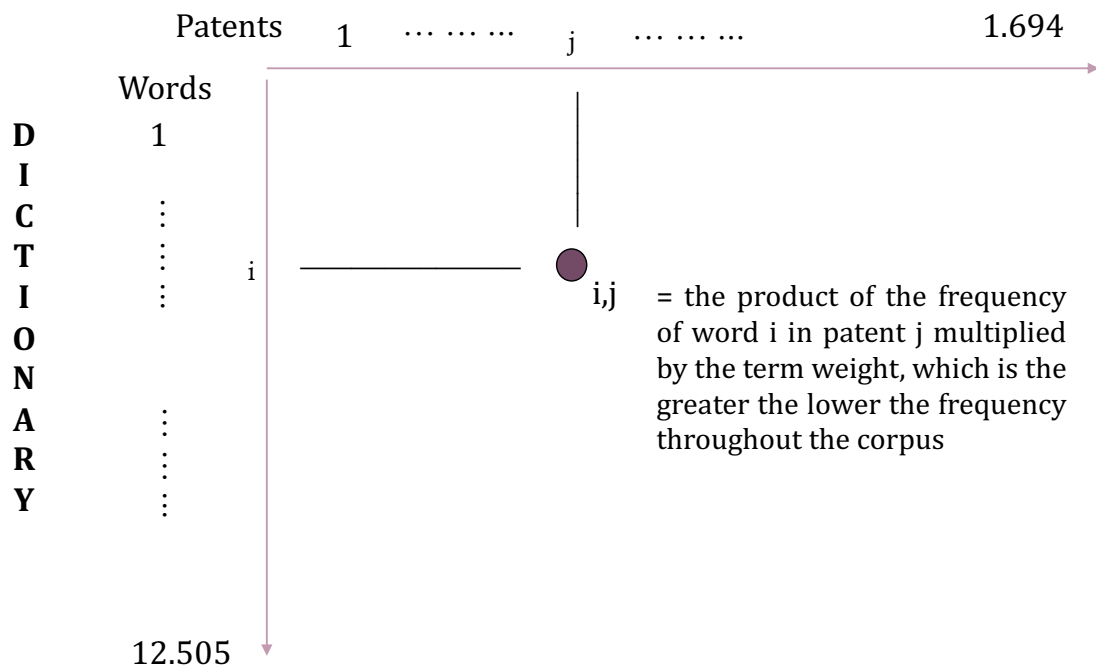 Patents 1 … … … j … … … 1.694
Words
DICTIONARY
1
⋮
⋮
⋮
i
i,j
= the product of the frequency
of word i in patent j multiplied
by the term weight, which is the
greater the lower the frequency
throughout the corpus
⋮
⋮
⋮
12.505